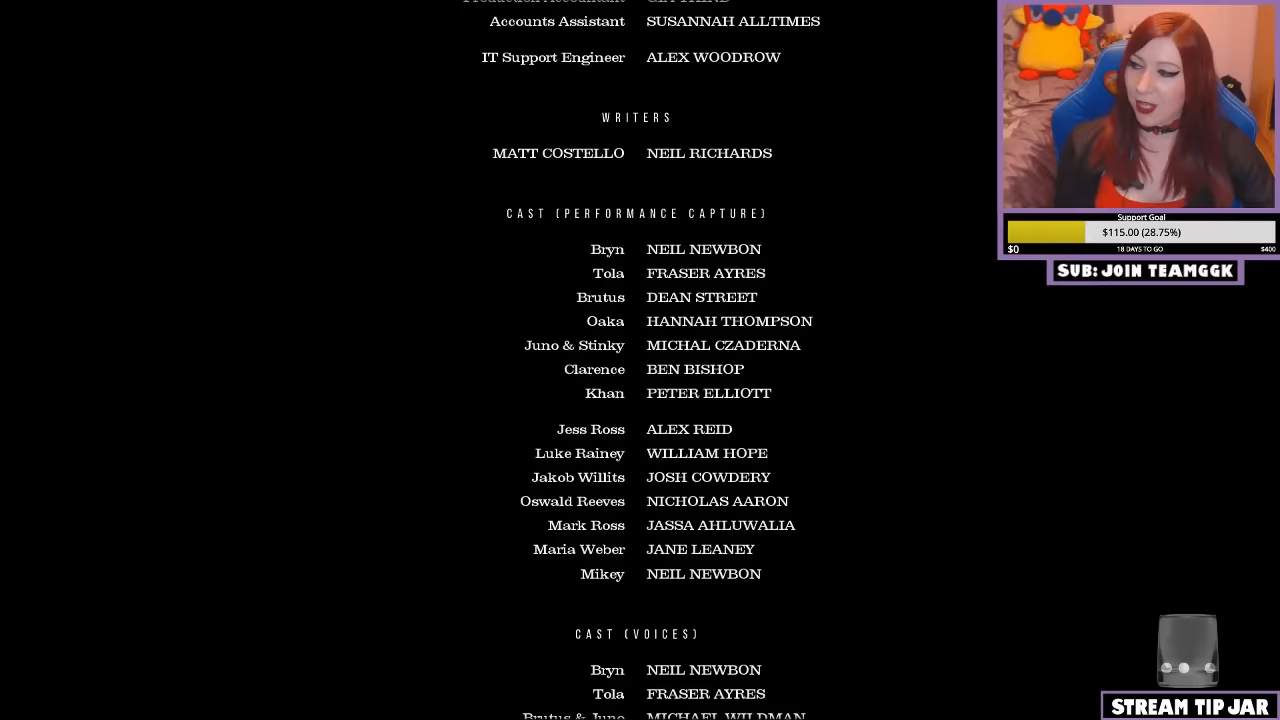 Accounts Assistant SUSANNAH ALLTIMES
IT Support Engineer ALEX WOODROW
WRITERS
MATT COSTELLO NEIL RICHARDS
CAST (PERFORMANCE CAPTURE)
Bryn NEIL NEWBON
Tola FRASER AYRES
Brutus DEAN STREET
Oaka HANNAH THOMPSON
Juno & Stinky MICHAL CZADERNA
Clarence BEN BISHOP
Khan PETER ELLIOTT
Jess Ross ALEX REID
Luke Rainey WILLIAM HOPE
Jakob Willits JOSH COWDERY
Oswald Reeves NICHOLAS AARON
Mark Ross JASSA AHLUWALIA
Maria Weber JANE LEANEY
Mikey NEIL NEWBON
CAST (VOICES)
Bryn NEIL NEWBON
Tola FRASER AYRES
Brutus & Juno MICHAEL WILDMAN
Support Goal
$115.00 (28.75%)
$0 18 DAYS TO GO $400
SUB: JOIN TEAMGGK
STREAM TIP JAR